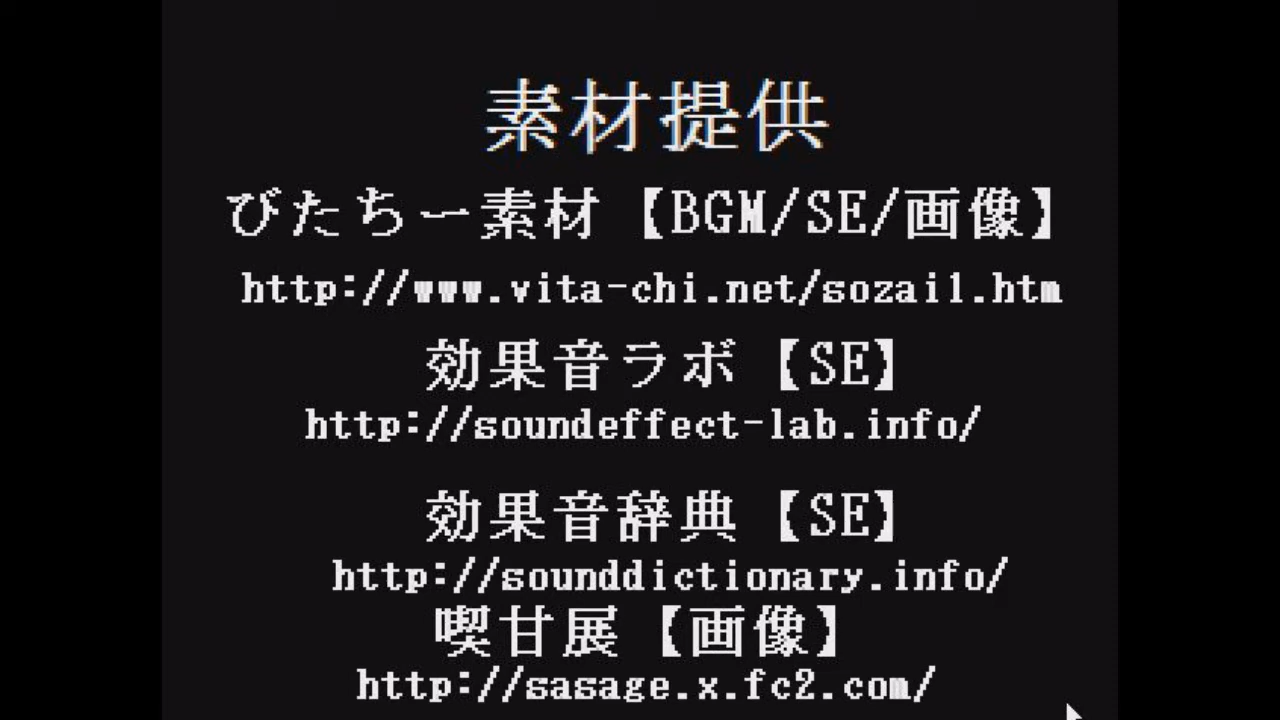 素材提供
びたちー素材【BGM/SE/画像】
http://www.vita-chi.net/sozai1.htm
効果音ラボ【SE】
http://soundeffect-lab.info/
効果音辞典【SE】
http://sounddictionary.info/
喫甘展【画像】
http://sasage.x.fc2.com/